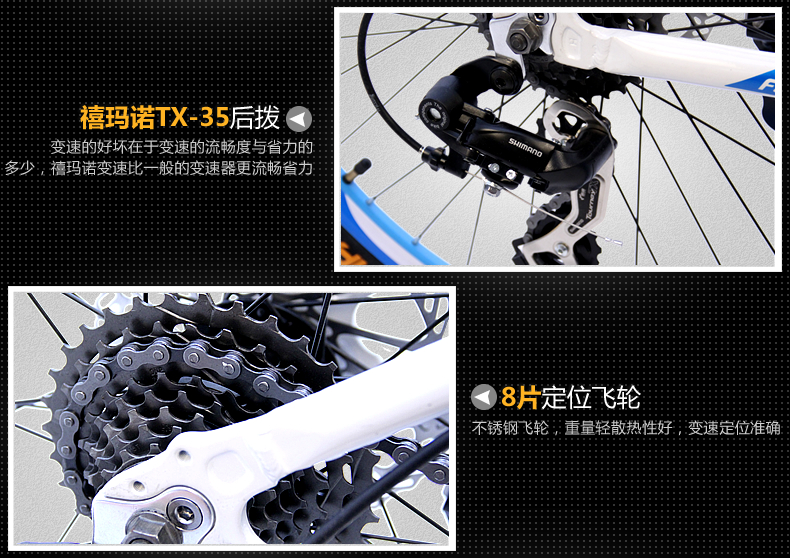 禧玛诺TX-35后拨
变速的好坏在于变速的流畅度与省力的
多少，禧玛诺变速比一般的变速器更流畅省力
SHIMANO
Tourney
8片定位飞轮
不锈钢飞轮，重量轻散热性好，变速定位准确